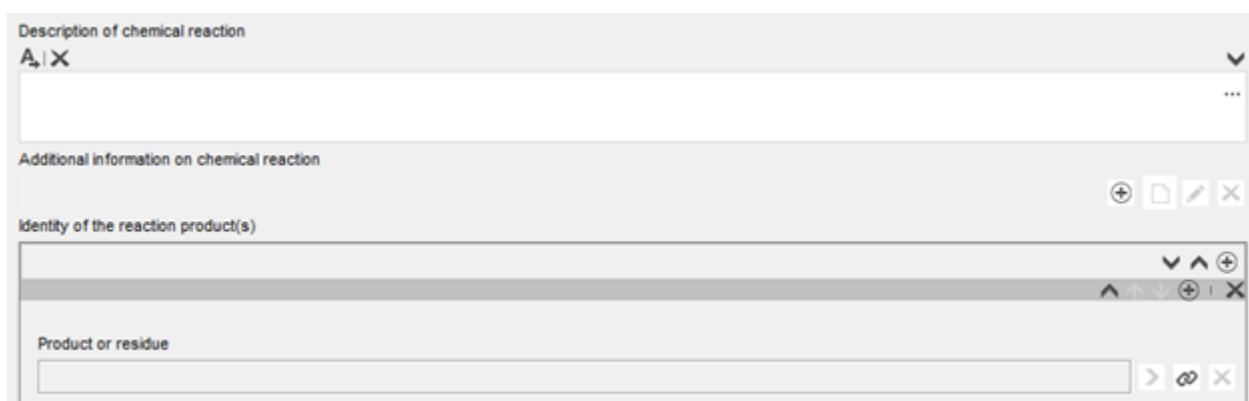 Description of chemical reaction
Additional information on chemical reaction
Identity of the reaction product(s)
Product or residue